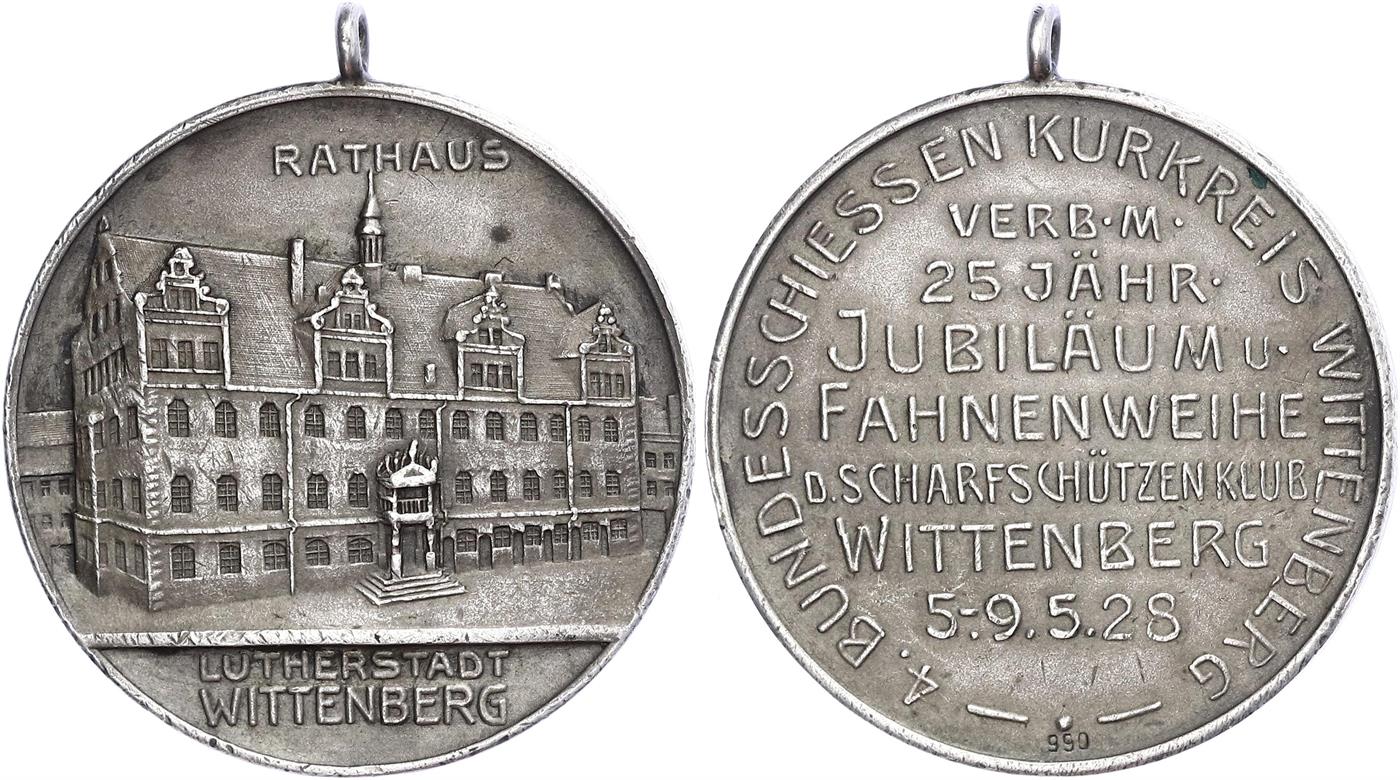 RATHAUS
LUTHERSTADT
WITTENBERG
4. BUNDESSCHIESSEN KURKREIS WITTENBERG
VERB·M·
25 JÄHR·
JUBILÄUM U·
FAHNENWEIHE
D.SCHARFSCHÜTZEN KLUB
WITTENBERG
5.-9.5.28
990